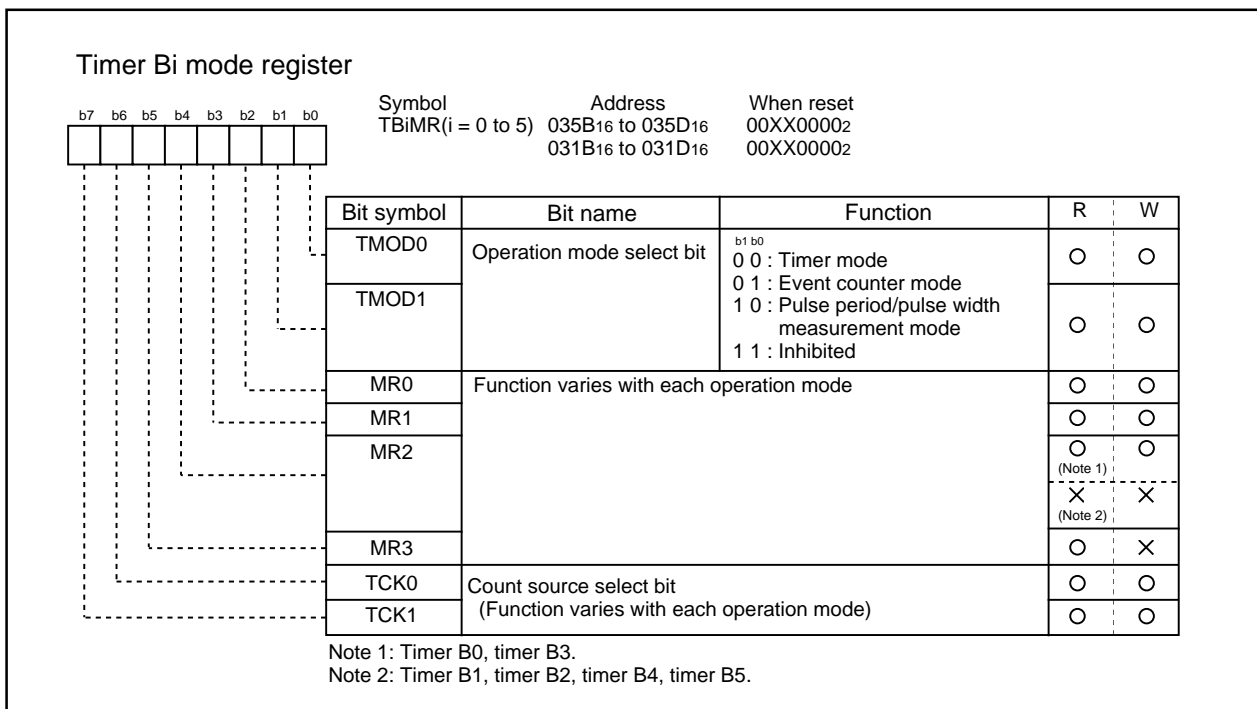 Timer Bi mode register
b7 b6 b5 b4 b3 b2 b1 b0
Symbol Address When reset
TBiMR(i = 0 to 5) 035B16 to 035D16 00XX00002
031B16 to 031D16 00XX00002
Bit symbol Bit name Function R W
TMOD0 Operation mode select bit b1 b0
0 0 : Timer mode
0 1 : Event counter mode
TMOD1 1 0 : Pulse period/pulse width
measurement mode
1 1 : Inhibited
MR0 Function varies with each operation mode
MR1
MR2
(Note 1)
(Note 2)
MR3
TCK0 Count source select bit
TCK1 (Function varies with each operation mode)
Note 1: Timer B0, timer B3.
Note 2: Timer B1, timer B2, timer B4, timer B5.